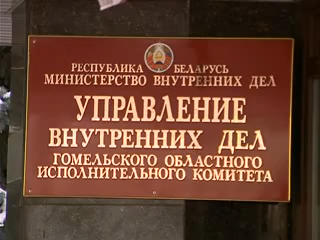 РЕСПУБЛИКА БЕЛАРУСЬ
МИНИСТЕРСТВО ВНУТРЕННИХ ДЕЛ
УПРАВЛЕНИЕ
ВНУТРЕННИХ ДЕЛ
ГОМЕЛЬСКОГО ОБЛАСТНОГО
ИСПОЛНИТЕЛЬНОГО КОМИТЕТА